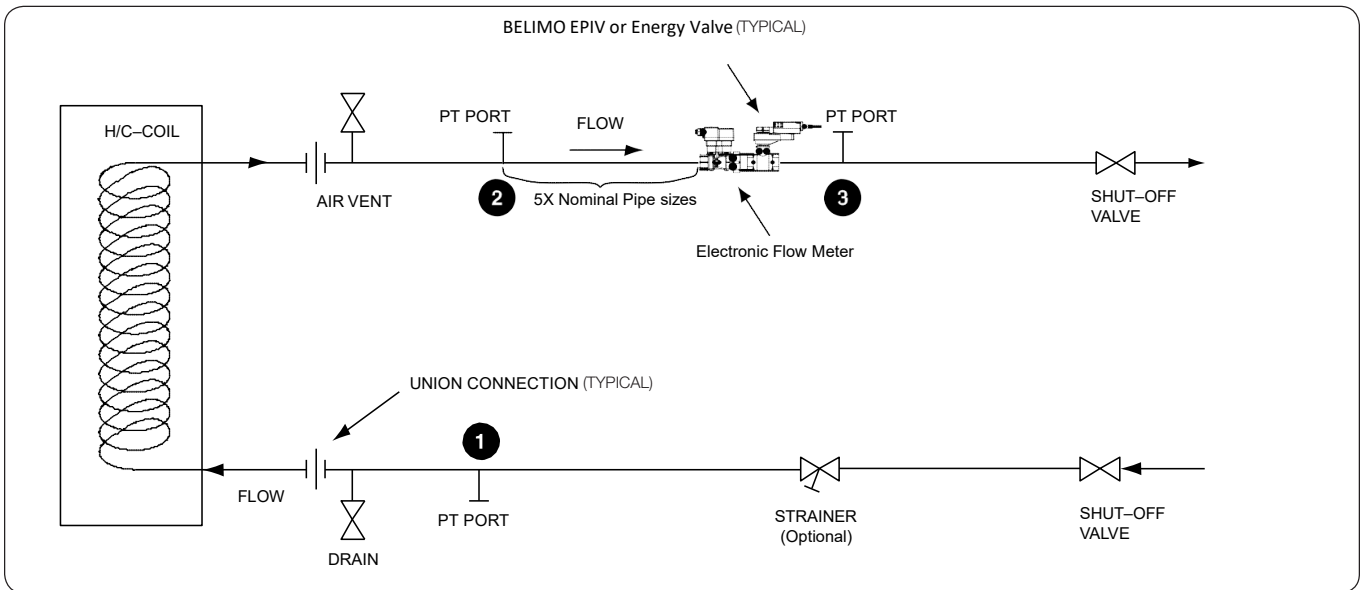 BELIMO EPIV or Energy Valve (TYPICAL)
H/C–COIL
PT PORT
FLOW
PT PORT
AIR VENT
2
5X Nominal Pipe sizes
3
SHUT–OFF
VALVE
Electronic Flow Meter
UNION CONNECTION (TYPICAL)
1
FLOW
PT PORT
STRAINER
(Optional)
SHUT–OFF
VALVE
DRAIN